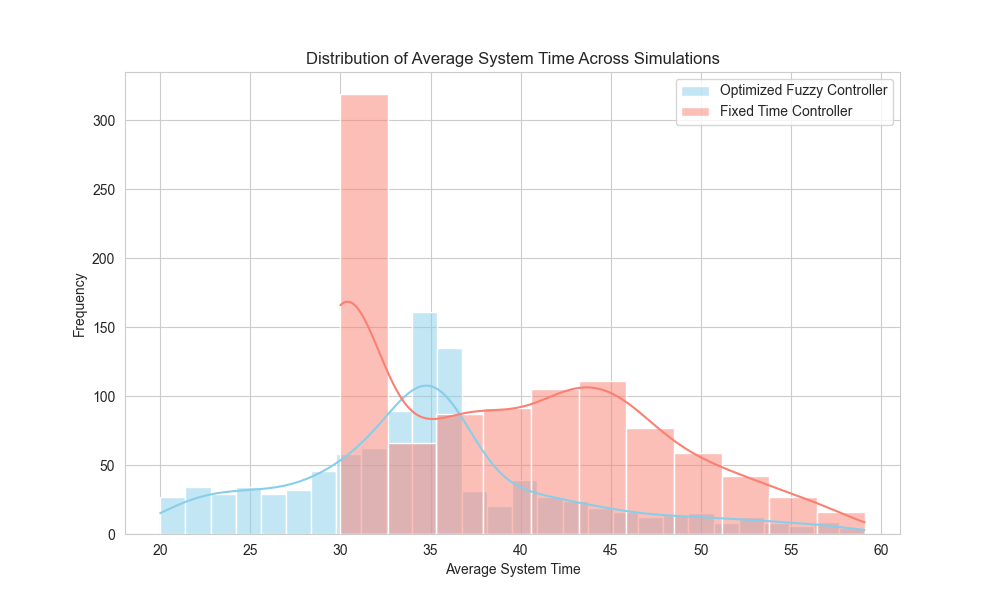 Distribution of Average System Time Across Simulations
Optimized Fuzzy Controller
Fixed Time Controller
Frequency
300
250
200
150
100
50
0
20 25 30 35 40 45 50 55 60
Average System Time